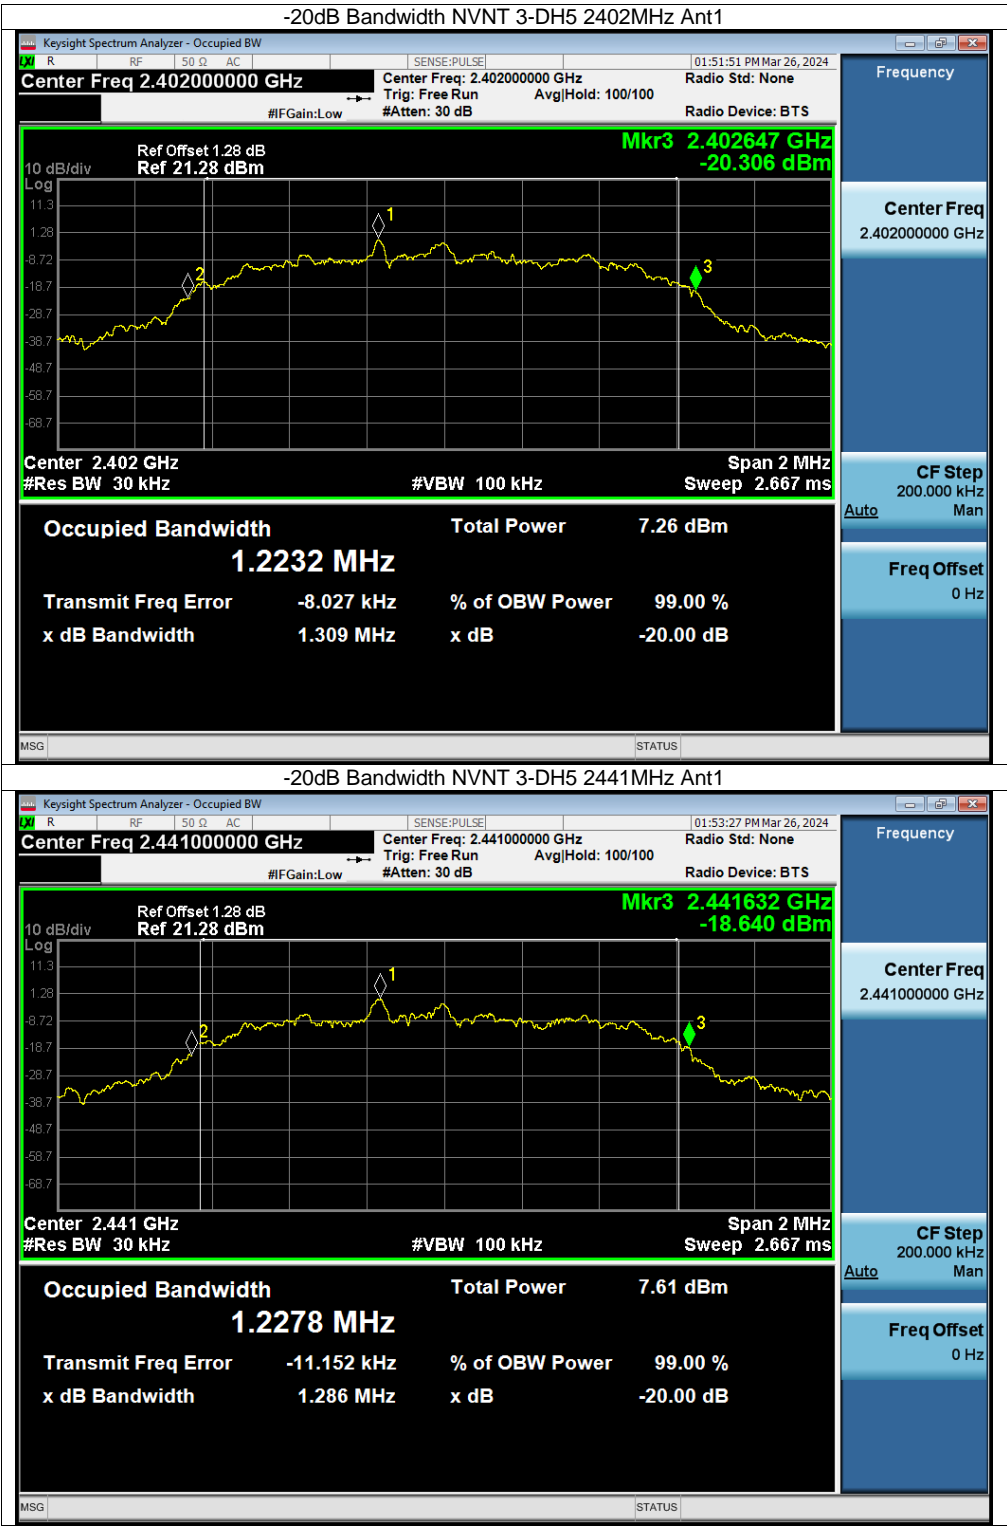 -20dB Bandwidth NVNT 3-DH5 2402MHz Ant1
Keysight Spectrum Analyzer - Occupied BW
LXI R RF 50 Ω AC SENSE:PULSE 01:51:51 PM Mar 26, 2024
Center Freq 2.402000000 GHz
Center Freq: 2.402000000 GHz
Radio Std: None
Trig: Free Run Avg|Hold: 100/100
#IFGain:Low #Atten: 30 dB Radio Device: BTS
Frequency
Mkr3 2.402647 GHz
-20.306 dBm
Ref Offset 1.28 dB
10 dB/div Ref 21.28 dBm
Log
11.3
1.28
-8.72
-18.7
-28.7
-38.7
-48.7
-58.7
-68.7
1
2
3
Center 2.402 GHz Span 2 MHz
#Res BW 30 kHz #VBW 100 kHz Sweep 2.667 ms
Center Freq
2.402000000 GHz
CF Step
200.000 kHz
Auto Man
Freq Offset
0 Hz
Occupied Bandwidth Total Power 7.26 dBm
1.2232 MHz
Transmit Freq Error -8.027 kHz % of OBW Power 99.00 %
x dB Bandwidth 1.309 MHz x dB -20.00 dB
MSG STATUS
-20dB Bandwidth NVNT 3-DH5 2441MHz Ant1
Keysight Spectrum Analyzer - Occupied BW
LXI R RF 50 Ω AC SENSE:PULSE 01:53:27 PM Mar 26, 2024
Center Freq 2.441000000 GHz
Center Freq: 2.441000000 GHz
Radio Std: None
Trig: Free Run Avg|Hold: 100/100
#IFGain:Low #Atten: 30 dB Radio Device: BTS
Frequency
Mkr3 2.441632 GHz
-18.640 dBm
Ref Offset 1.28 dB
10 dB/div Ref 21.28 dBm
Log
11.3
1.28
-8.72
-18.7
-28.7
-38.7
-48.7
-58.7
-68.7
1
2
3
Center 2.441 GHz Span 2 MHz
#Res BW 30 kHz #VBW 100 kHz Sweep 2.667 ms
Center Freq
2.441000000 GHz
CF Step
200.000 kHz
Auto Man
Freq Offset
0 Hz
Occupied Bandwidth Total Power 7.61 dBm
1.2278 MHz
Transmit Freq Error -11.152 kHz % of OBW Power 99.00 %
x dB Bandwidth 1.286 MHz x dB -20.00 dB
MSG STATUS